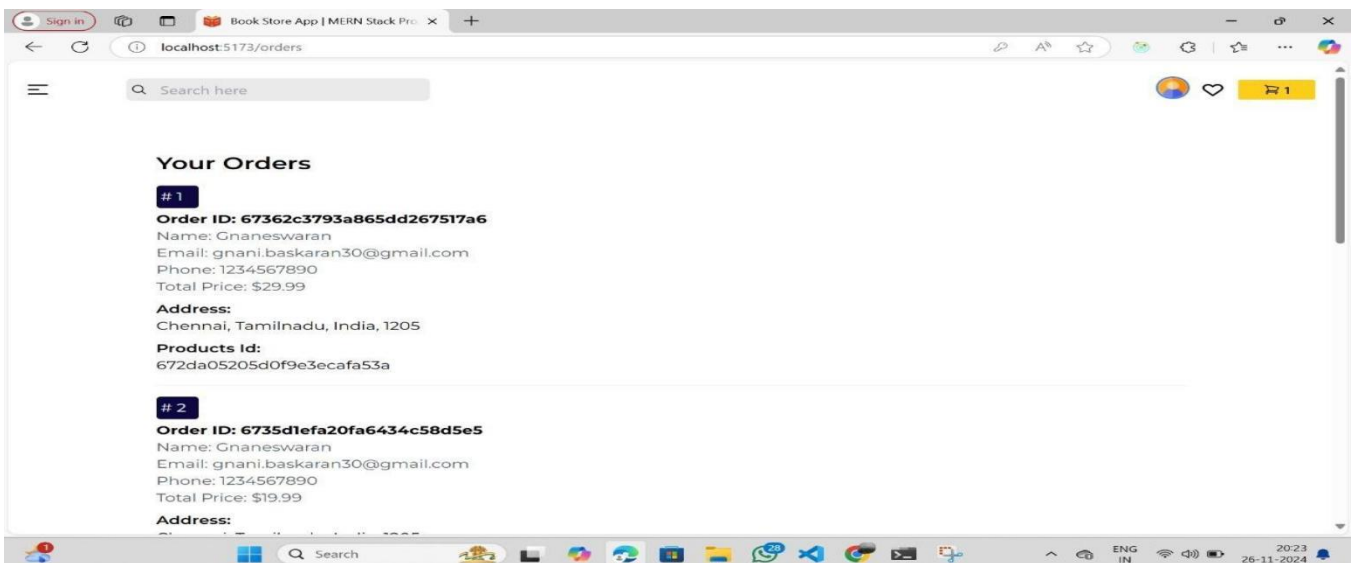 Sign in
Book Store App | MERN Stack Pro
localhost:5173/orders
Search here
1
Your Orders
# 1
Order ID: 67362c3793a865dd267517a6
Name: Gnaneswaran
Email: gnani.baskaran30@gmail.com
Phone: 1234567890
Total Price: $29.99
Address:
Chennai, Tamilnadu, India, 1205
Products Id:
672da05205d0f9e3ecafa53a
# 2
Order ID: 6735d1efa20fa6434c58d5e5
Name: Gnaneswaran
Email: gnani.baskaran30@gmail.com
Phone: 1234567890
Total Price: $19.99
Address:
1
Search
28
ENG
IN
20:23
26-11-2024